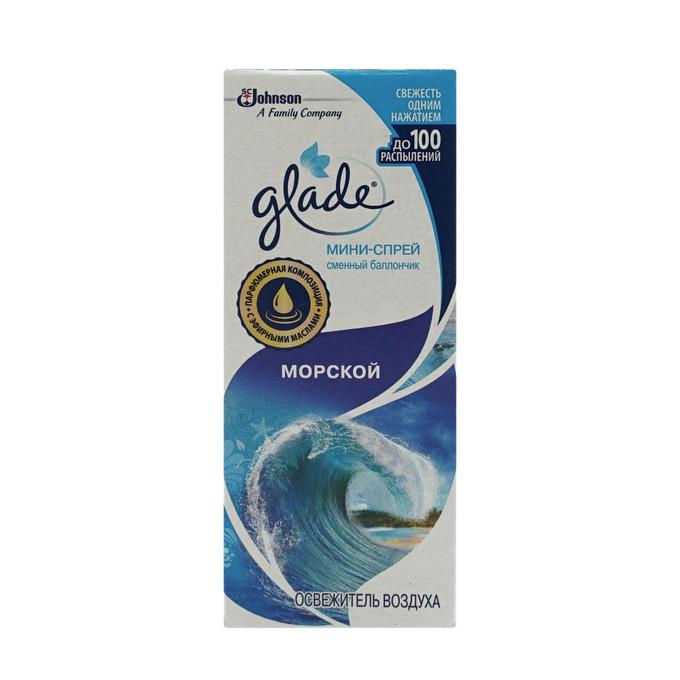 SC Johnson
A Family Company
СВЕЖЕСТЬ
ОДНИМ
НАЖАТИЕМ
ДО 100
РАСПЫЛЕНИЙ
glade®
МИНИ-СПРЕЙ
сменный баллончик
• ПАРФЮМЕРНАЯ КОМПОЗИЦИЯ •
С ЭФИРНЫМИ МАСЛАМИ
МОРСКОЙ
ОСВЕЖИТЕЛЬ ВОЗДУХА